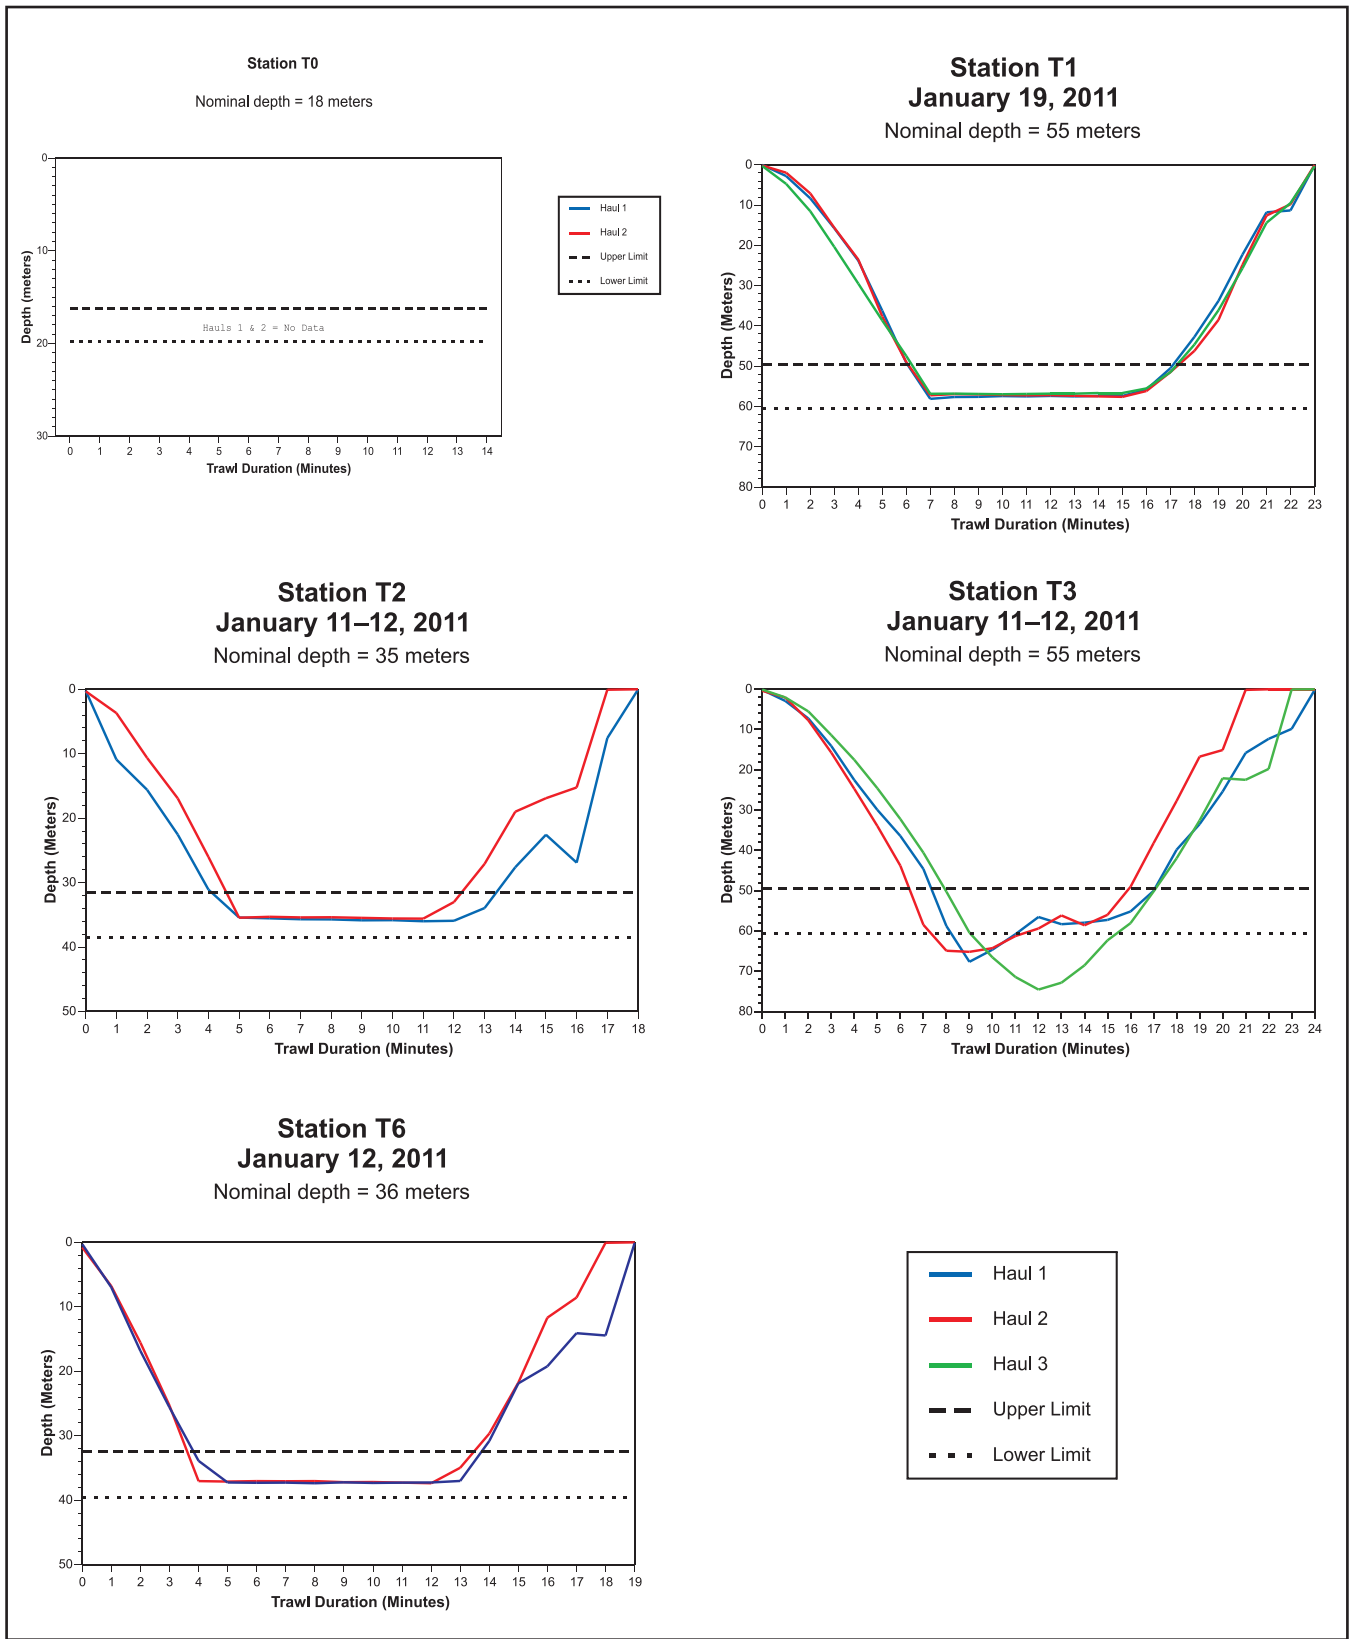 Station T0
Nominal depth = 18 meters
0
10
20
30
Depth (meters)
Hauls 1 & 2 = No Data
0 1 2 3 4 5 6 7 8 9 10 11 12 13 14
Trawl Duration (Minutes)
Haul 1
Haul 2
Upper Limit
Lower Limit
Station T1
January 19, 2011
Nominal depth = 55 meters
0
10
20
30
40
50
60
70
80
Depth (Meters)
0 1 2 3 4 5 6 7 8 9 10 11 12 13 14 15 16 17 18 19 20 21 22 23
Trawl Duration (Minutes)
Station T2
January 11–12, 2011
Nominal depth = 35 meters
0
10
20
30
40
50
Depth (Meters)
0 1 2 3 4 5 6 7 8 9 10 11 12 13 14 15 16 17 18
Trawl Duration (Minutes)
Station T3
January 11–12, 2011
Nominal depth = 55 meters
0
10
20
30
40
50
60
70
80
Depth (Meters)
0 1 2 3 4 5 6 7 8 9 10 11 12 13 14 15 16 17 18 19 20 21 22 23 24
Trawl Duration (Minutes)
Station T6
January 12, 2011
Nominal depth = 36 meters
0
10
20
30
40
50
Depth (Meters)
0 1 2 3 4 5 6 7 8 9 10 11 12 13 14 15 16 17 18 19
Trawl Duration (Minutes)
Haul 1
Haul 2
Haul 3
Upper Limit
Lower Limit